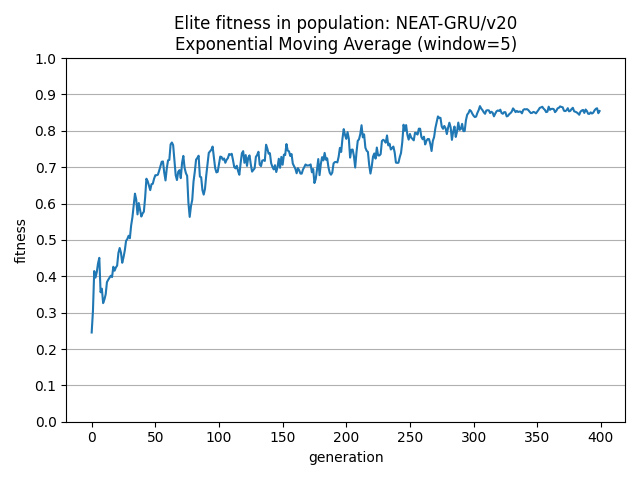 Elite fitness in population: NEAT-GRU/v20
Exponential Moving Average (window=5)
1.0
0.9
0.8
0.7
0.6
0.5
0.4
0.3
0.2
0.1
0.0
fitness
0 50 100 150 200 250 300 350 400
generation